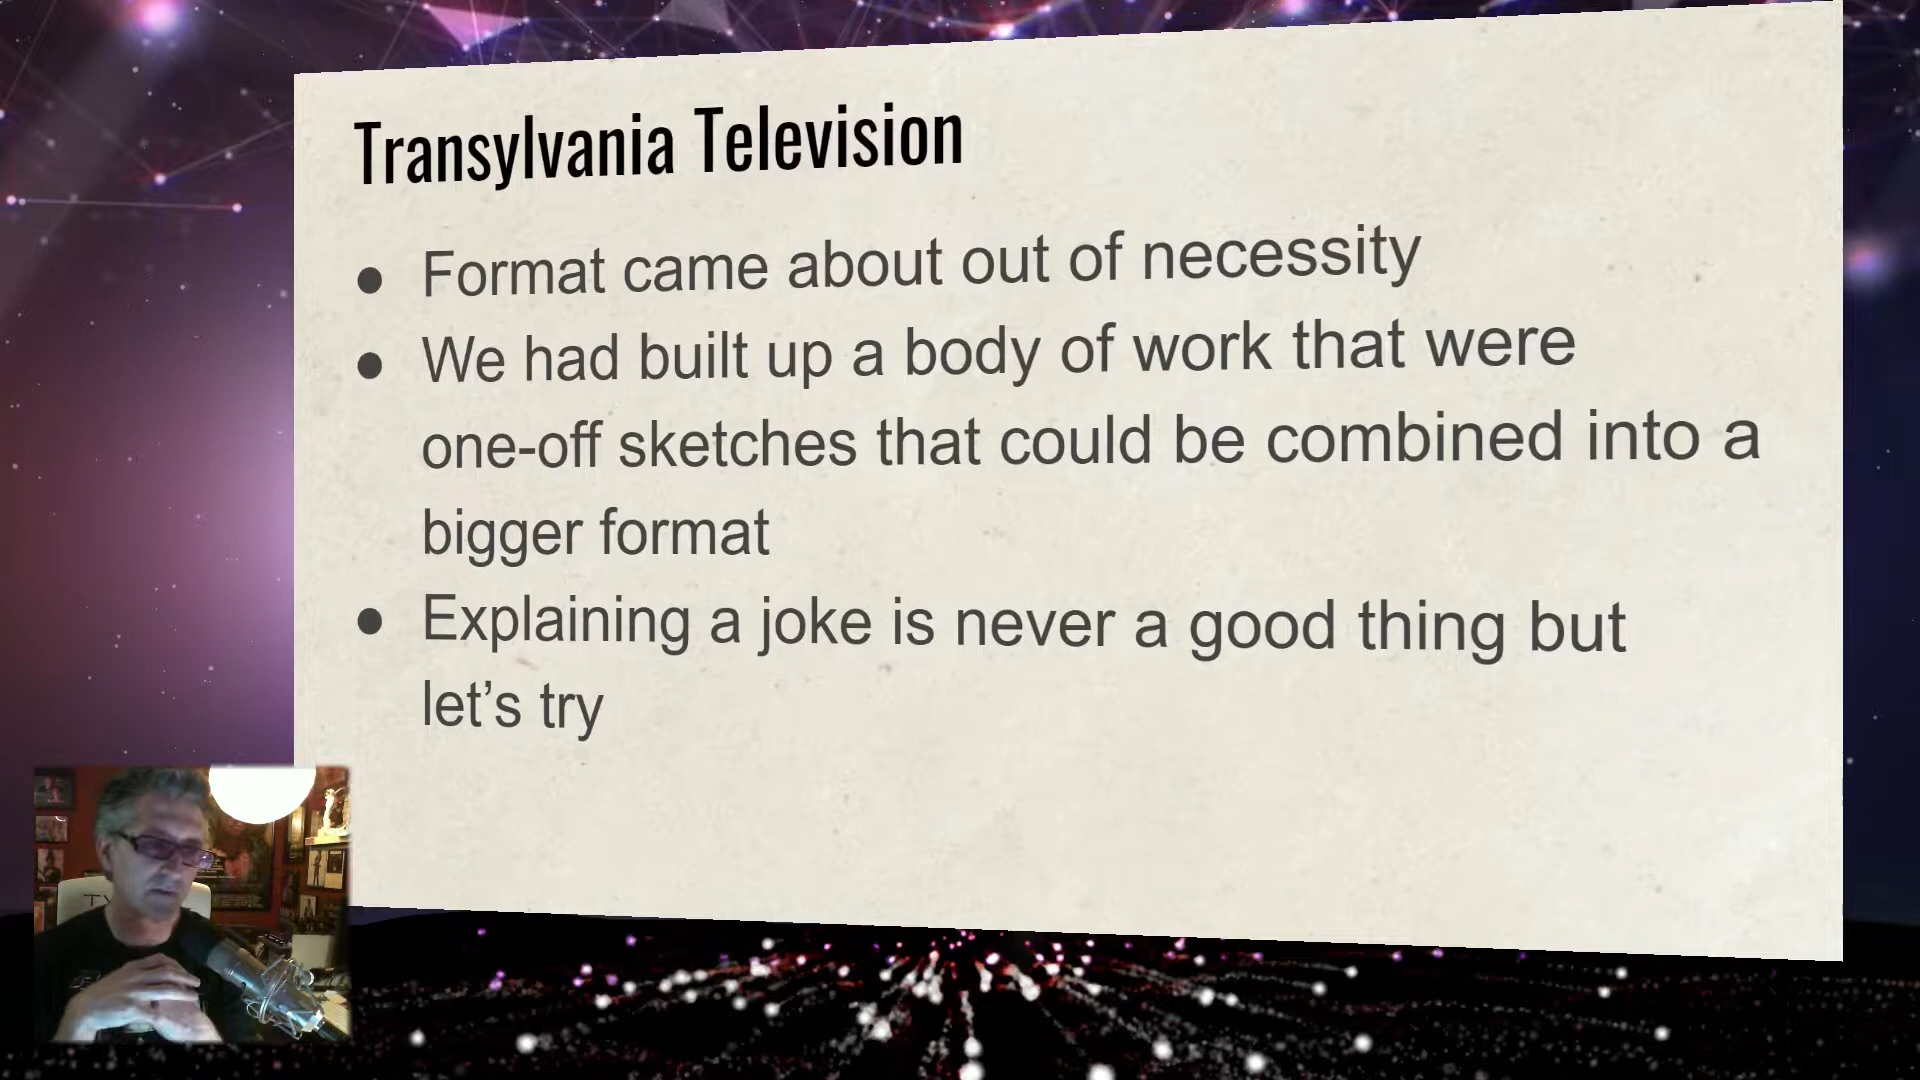 Transylvania Television
● Format came about out of necessity
● We had built up a body of work that were
one-off sketches that could be combined into a
bigger format
● Explaining a joke is never a good thing but
let’s try